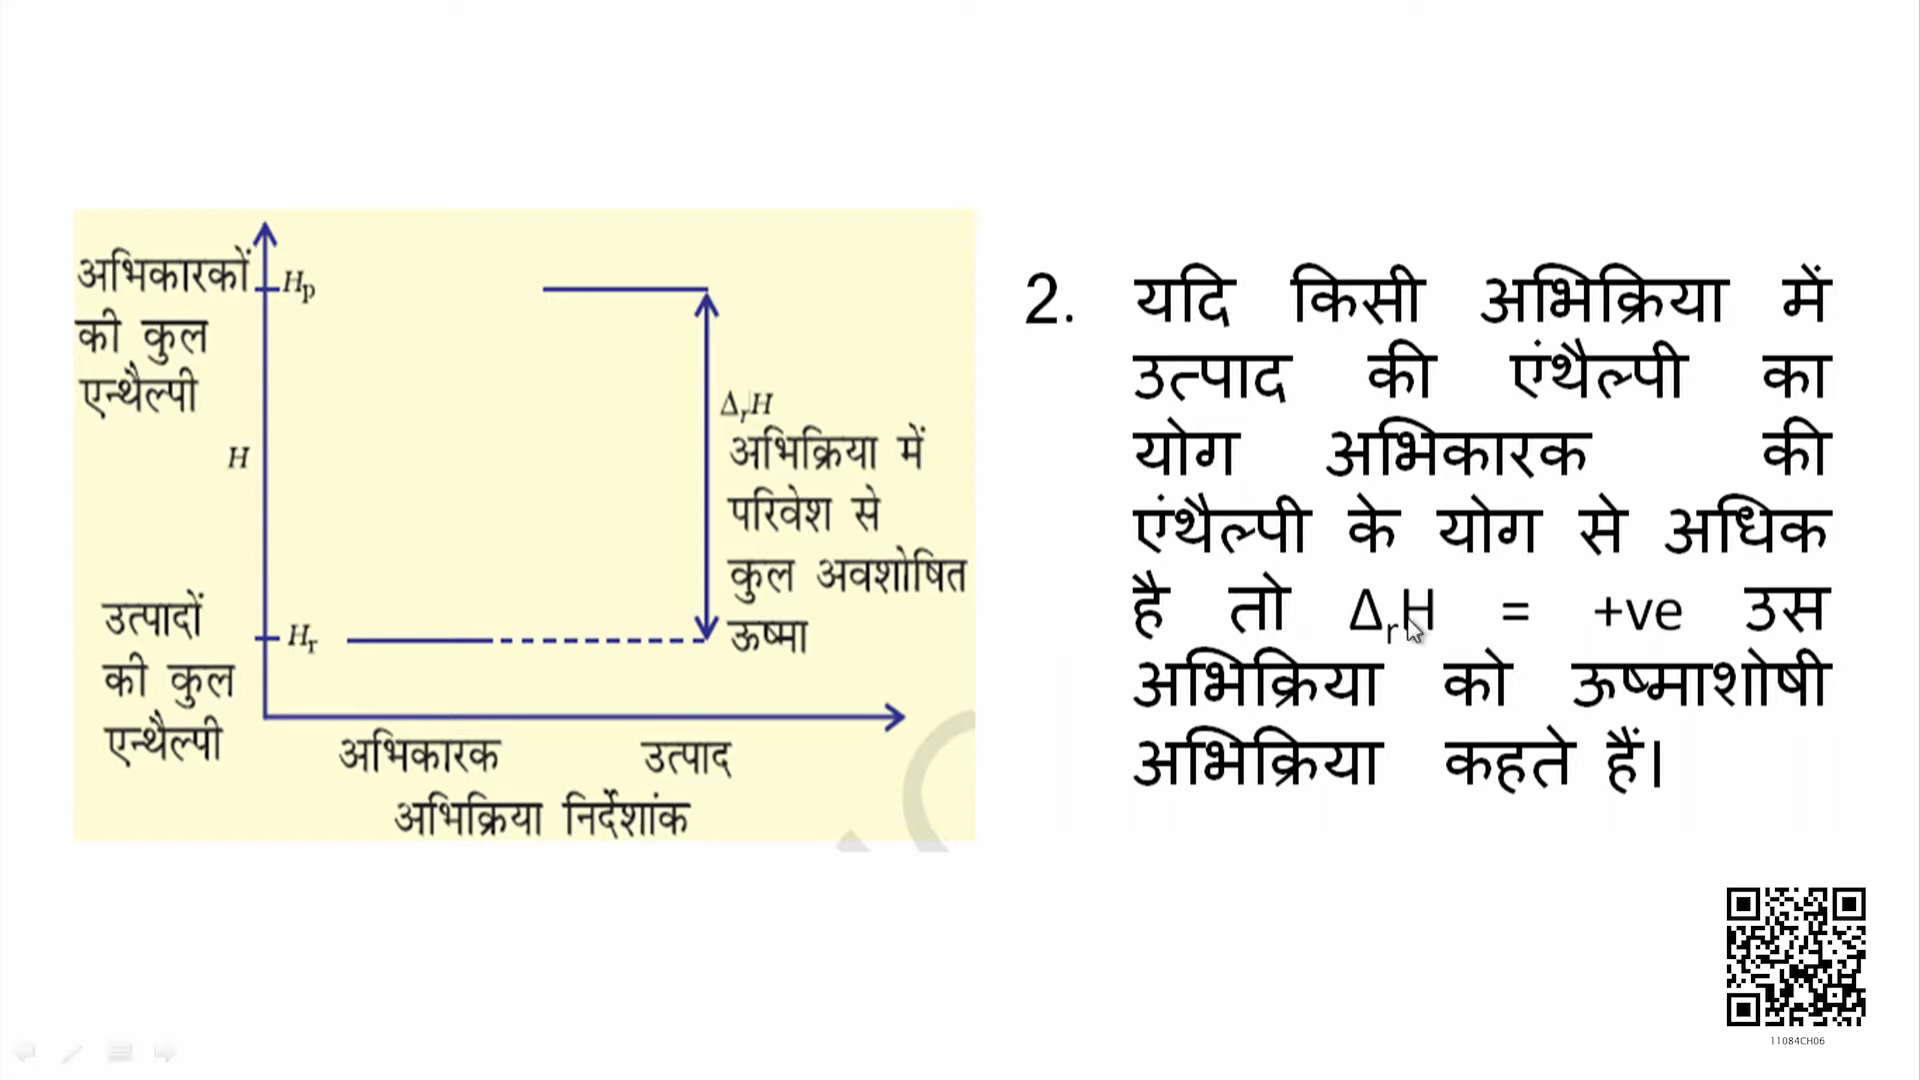 अभिकारकों
की कुल
एन्थैल्पी
Hp
H
ΔrH
अभिक्रिया में
परिवेश से
कुल अवशोषित
ऊष्मा
उत्पादों
की कुल
एन्थैल्पी
Hr
अभिकारक उत्पाद
अभिक्रिया निर्देशांक
2. यदि किसी अभिक्रिया में
उत्पाद की एंथैल्पी का
योग अभिकारक की
एंथैल्पी के योग से अधिक
है तो ΔrH = +ve उस
अभिक्रिया को ऊष्माशोषी
अभिक्रिया कहते हैं।
11084CH06